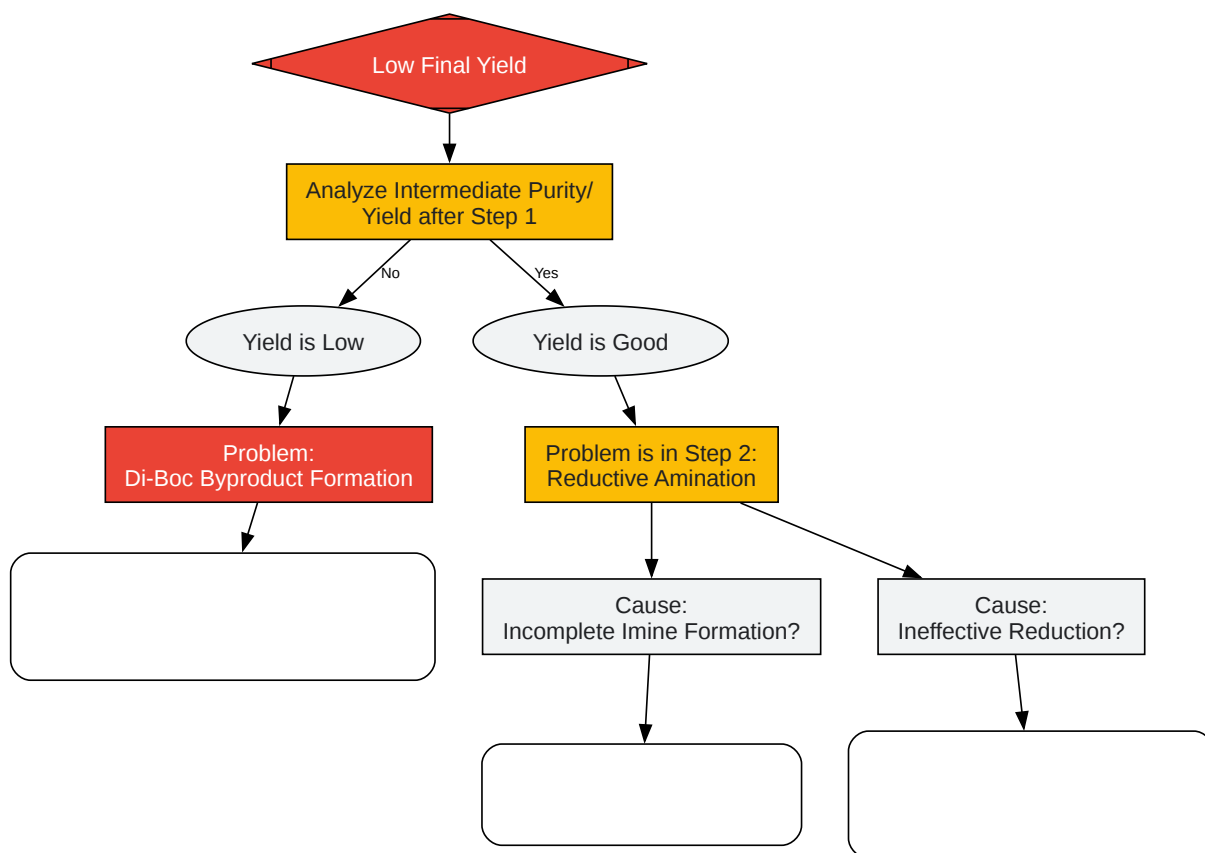 Low Final Yield
Analyze Intermediate Purity/
Yield after Step 1
No
Yes
Yield is Low
Yield is Good
Problem:
Di-Boc Byproduct Formation
Problem is in Step 2:
Reductive Amination
Cause:
Incomplete Imine Formation?
Cause:
Ineffective Reduction?